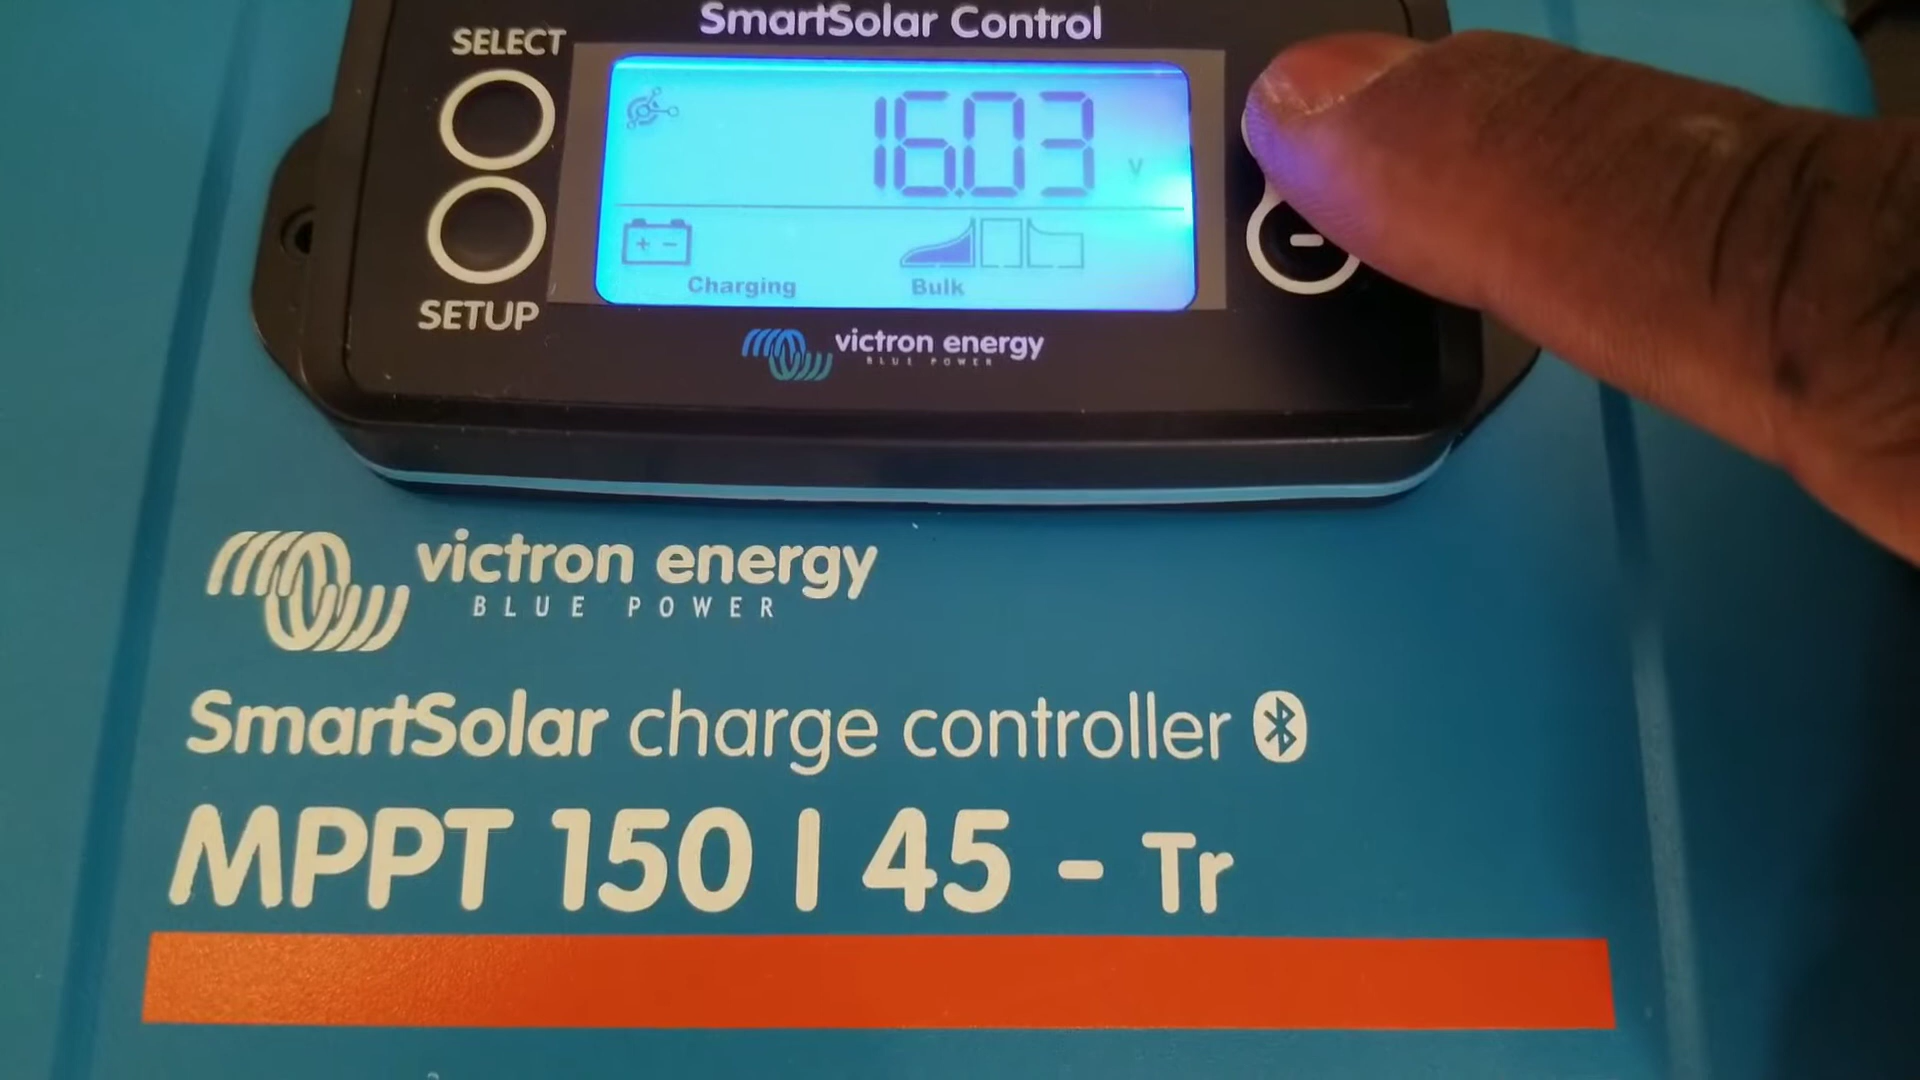 SmartSolar Control
SELECT
16.03 V
+ -
Charging Bulk
-
SETUP
victron energy
BLUE POWER
victron energy
BLUE POWER
SmartSolar charge controller
MPPT 150 | 45 - Tr